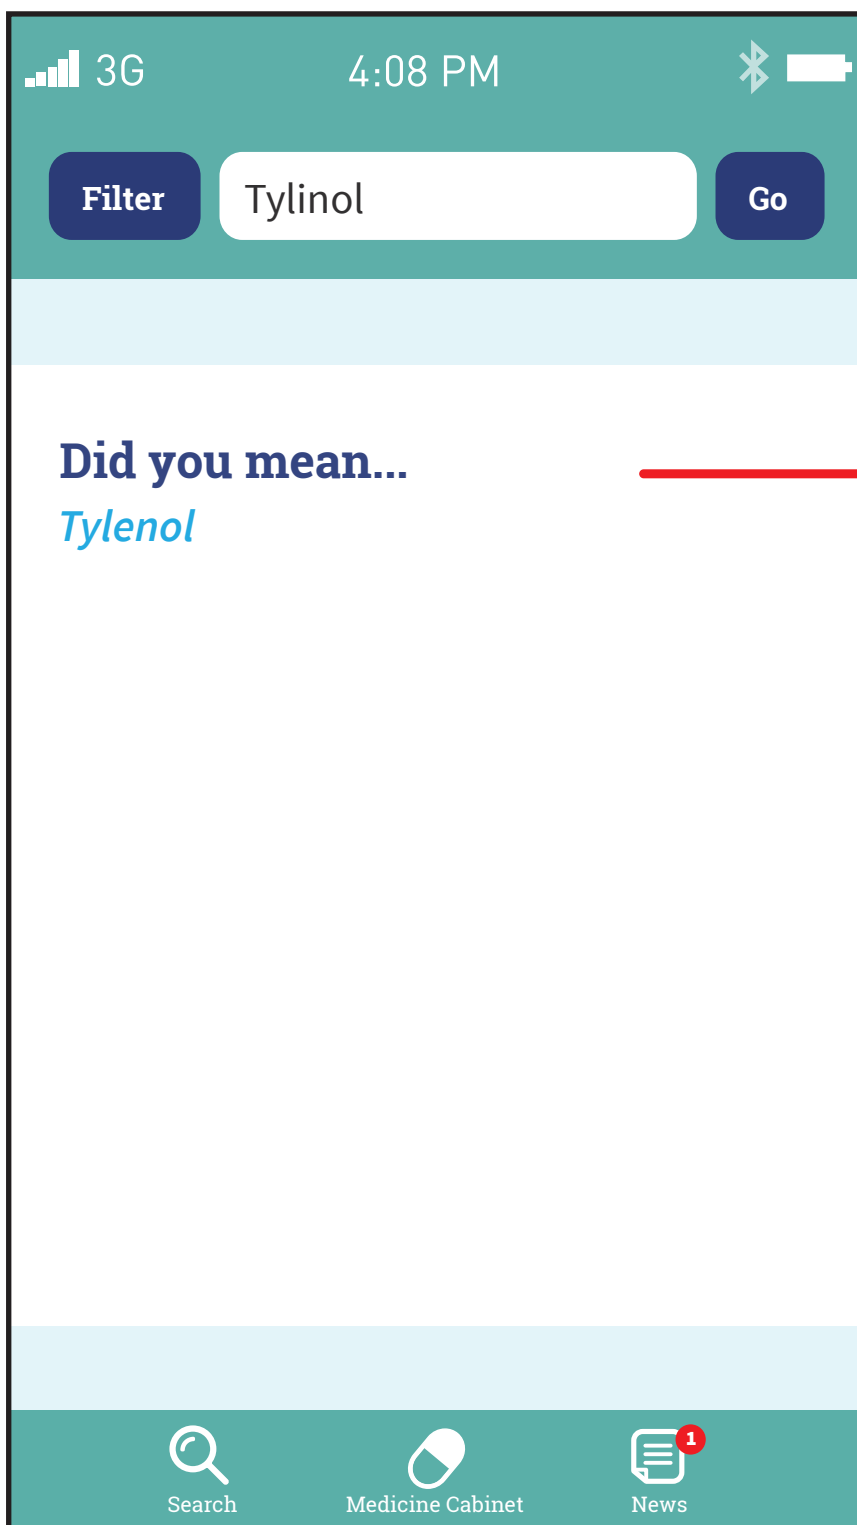 3G 4:08 PM
Filter Tylinol Go
Did you mean...
Tylenol
1
Search Medicine Cabinet News